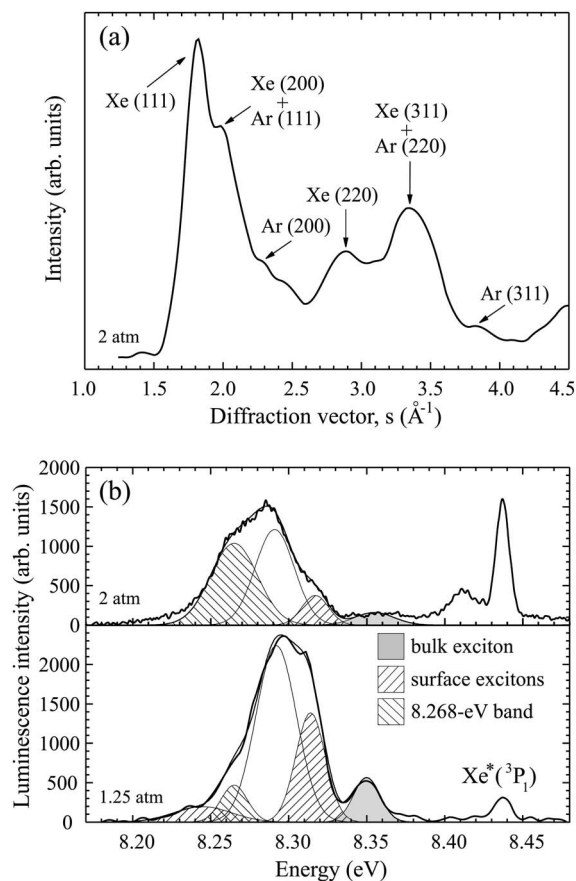 (a)
Xe (111)
Xe (200)
+
Ar (111)
Ar (200)
Xe (220)
Xe (311)
+
Ar (220)
Ar (311)
2 atm
Intensity (arb. units)
1.0 1.5 2.0 2.5 3.0 3.5 4.0 4.5
Diffraction vector, s (Å⁻¹)
(b)
2000
1500
1000
500
0
2 atm
2000
1500
1000
500
0
1.25 atm
Luminescence intensity (arb. units)
bulk exciton
surface excitons
8.268-eV band
Xe*(³P₁)
8.20 8.25 8.30 8.35 8.40 8.45
Energy (eV)